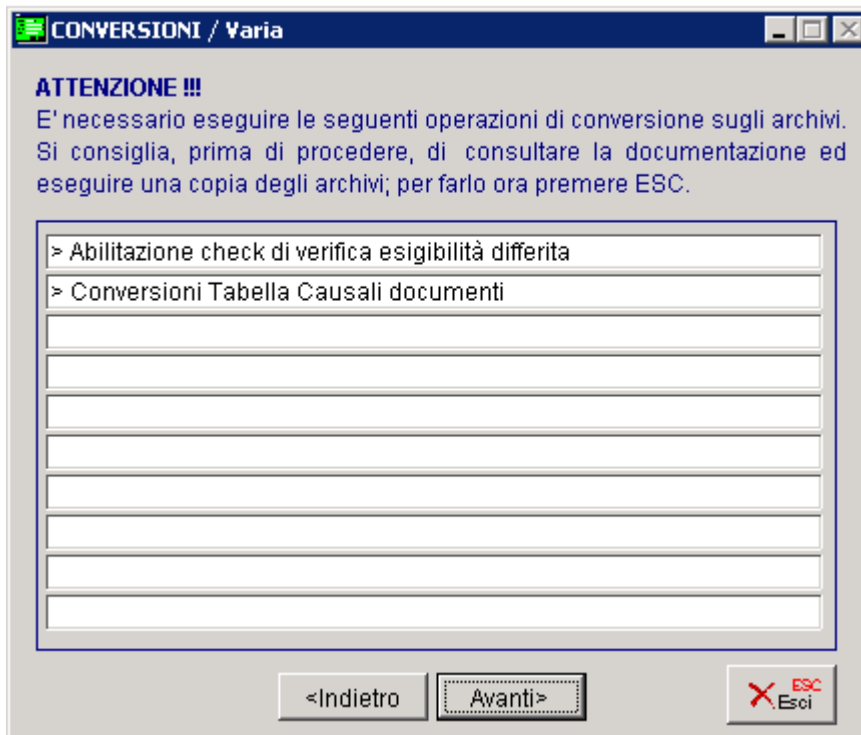 CONVERSIONI / Varia
ATTENZIONE !!!
E' necessario eseguire le seguenti operazioni di conversione sugli archivi.
Si consiglia, prima di procedere, di consultare la documentazione ed
eseguire una copia degli archivi; per farlo ora premere ESC.
> Abilitazione check di verifica esigibilità differita
> Conversioni Tabella Causali documenti
<Indietro
Avanti>
ESC
Esci